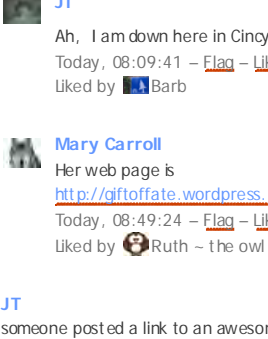 JT
Ah, I am down here in Cincy
Today, 08:09:41 – Flag – Lik
Liked by Barb
Mary Carroll
Her web page is
http://giftoffate.wordpress.
Today, 08:49:24 – Flag – Lik
Liked by Ruth ~ the owl
JT
someone posted a link to an aweso